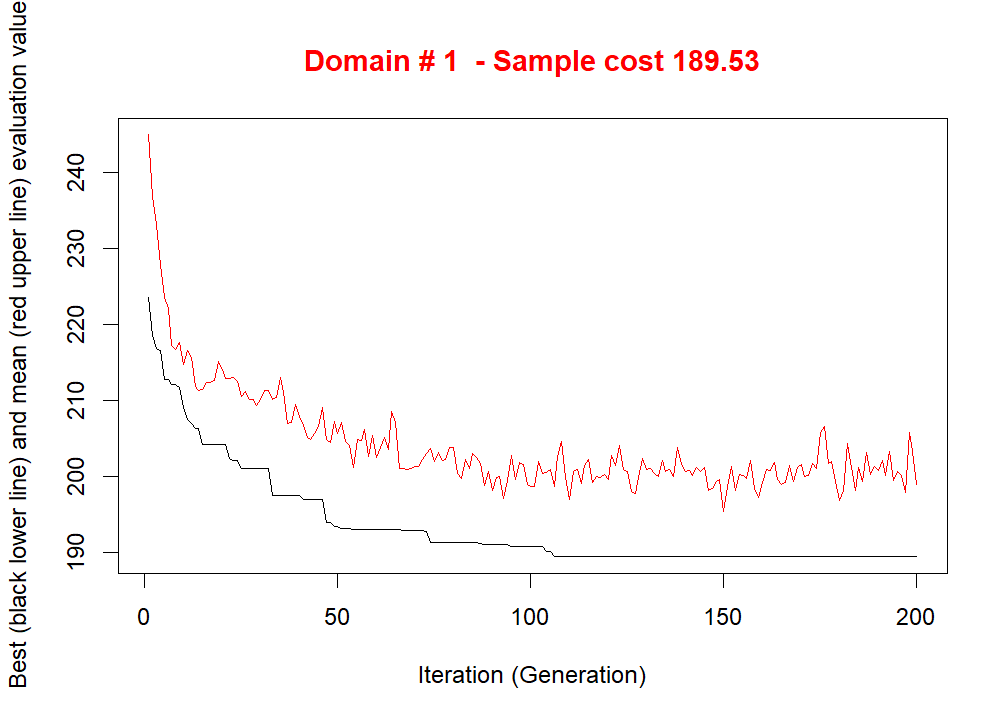 Domain # 1  - Sample cost 189.53
Best (black lower line) and mean (red upper line) evaluation value
240
230
220
210
200
190
0 50 100 150 200
Iteration (Generation)